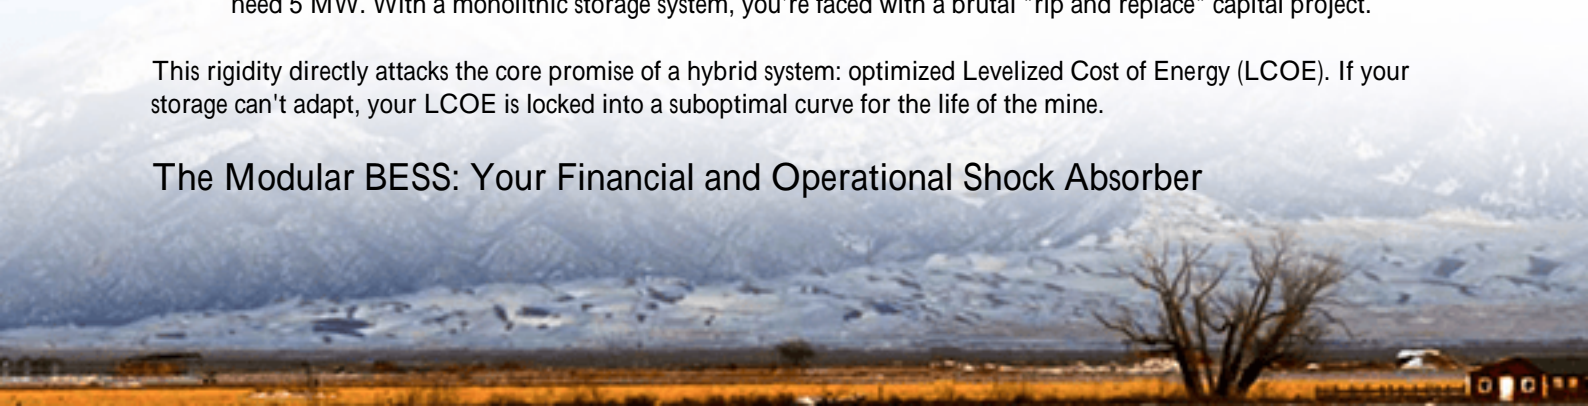 need 5 MW. With a monolithic storage system, you're faced with a brutal "rip and replace" capital project.
This rigidity directly attacks the core promise of a hybrid system: optimized Levelized Cost of Energy (LCOE). If your
storage can't adapt, your LCOE is locked into a suboptimal curve for the life of the mine.
The Modular BESS: Your Financial and Operational Shock Absorber